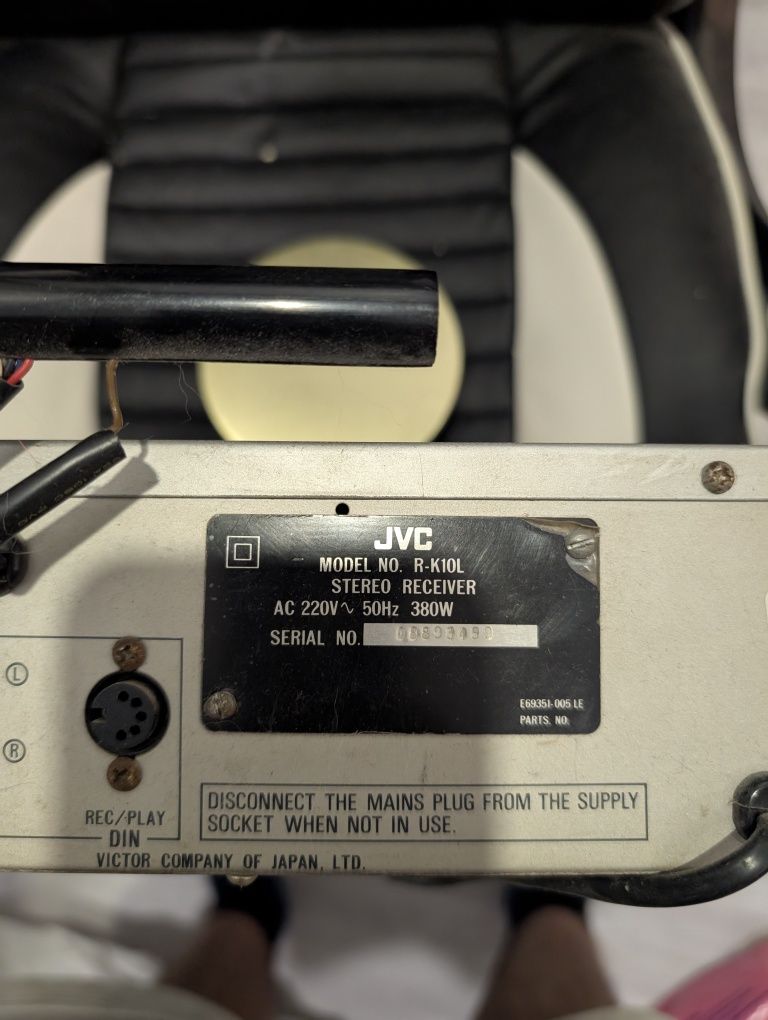 JVC
MODEL NO. R-K10L
STEREO RECEIVER
AC 220V~ 50Hz 380W
SERIAL NO.
E69351-005 LE
PARTS. NO.
L
R
REC/PLAY
DIN
DISCONNECT THE MAINS PLUG FROM THE SUPPLY
SOCKET WHEN NOT IN USE.
VICTOR COMPANY OF JAPAN, LTD.